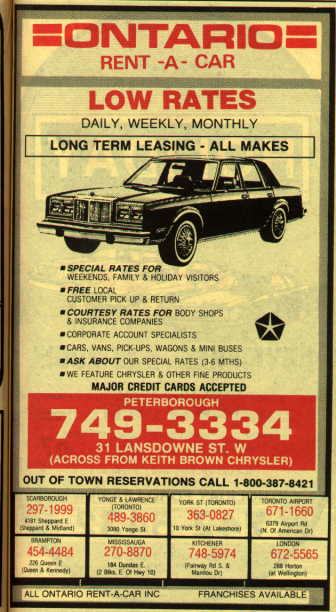 ONTARIO
RENT -A- CAR
LOW RATES
DAILY, WEEKLY, MONTHLY
LONG TERM LEASING - ALL MAKES
■ SPECIAL RATES FOR
WEEKENDS, FAMILY & HOLIDAY VISITORS
■ FREE LOCAL
CUSTOMER PICK UP & RETURN
■ COURTESY RATES FOR BODY SHOPS
& INSURANCE COMPANIES
■ CORPORATE ACCOUNT SPECIALISTS
■ CARS, VANS, PICK-UPS, WAGONS & MINI BUSES
■ ASK ABOUT OUR SPECIAL RATES (3-6 MTHS)
■ WE FEATURE CHRYSLER & OTHER FINE PRODUCTS
MAJOR CREDIT CARDS ACCEPTED
PETERBOROUGH
749-3334
31 LANSDOWNE ST. W
(ACROSS FROM KEITH BROWN CHRYSLER)
OUT OF TOWN RESERVATIONS CALL 1-800-387-8421
SCARBOROUGH
297-1999
4191 Sheppard E
(Sheppard & Midland)
YONGE & LAWRENCE
(TORONTO)
489-3860
3080 Yonge St.
YORK ST (TORONTO)
363-0827
10 York St (At Lakeshore)
TORONTO AIRPORT
671-1660
6379 Airport Rd
(N. Of American Dr)
BRAMPTON
454-4484
226 Queen E
(Queen & Kennedy)
MISSISSAUGA
270-8870
184 Dundas E.
(2 Blks. E. Of Hwy 10)
KITCHENER
748-5974
(Fairway Rd S. &
Manitou Dr)
LONDON
672-5565
288 Horton
(at Wellington)
ALL ONTARIO RENT-A-CAR INC
FRANCHISES AVAILABLE